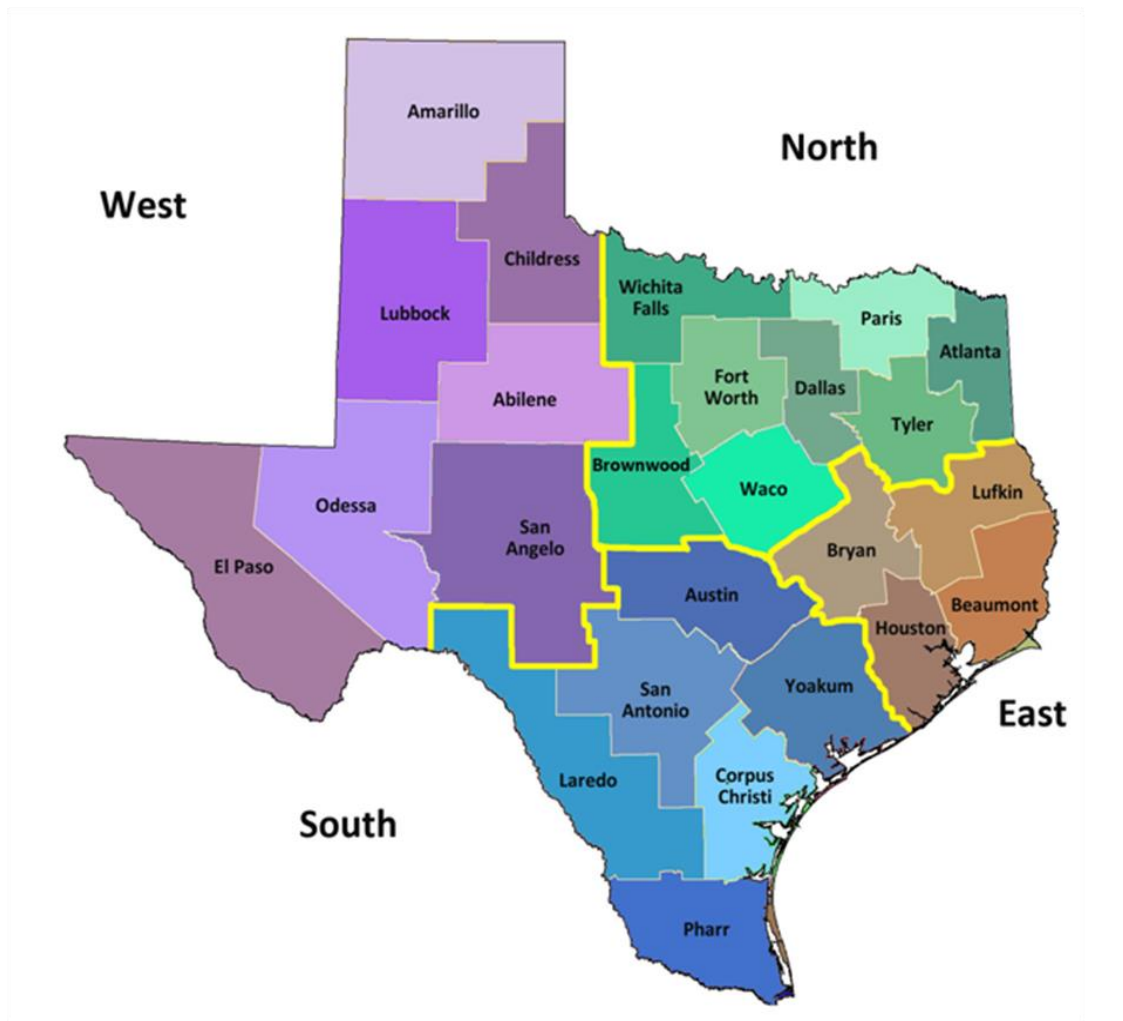 Amarillo
North
West
Childress
Wichita
Falls
Lubbock
Paris
Atlanta
Fort
Worth
Dallas
Abilene
Tyler
Brownwood
Waco
Lufkin
Odessa
San
Angelo
Bryan
El Paso
Austin
Beaumont
Houston
Yoakum
San
Antonio
East
Laredo
Corpus
Christi
South
Pharr